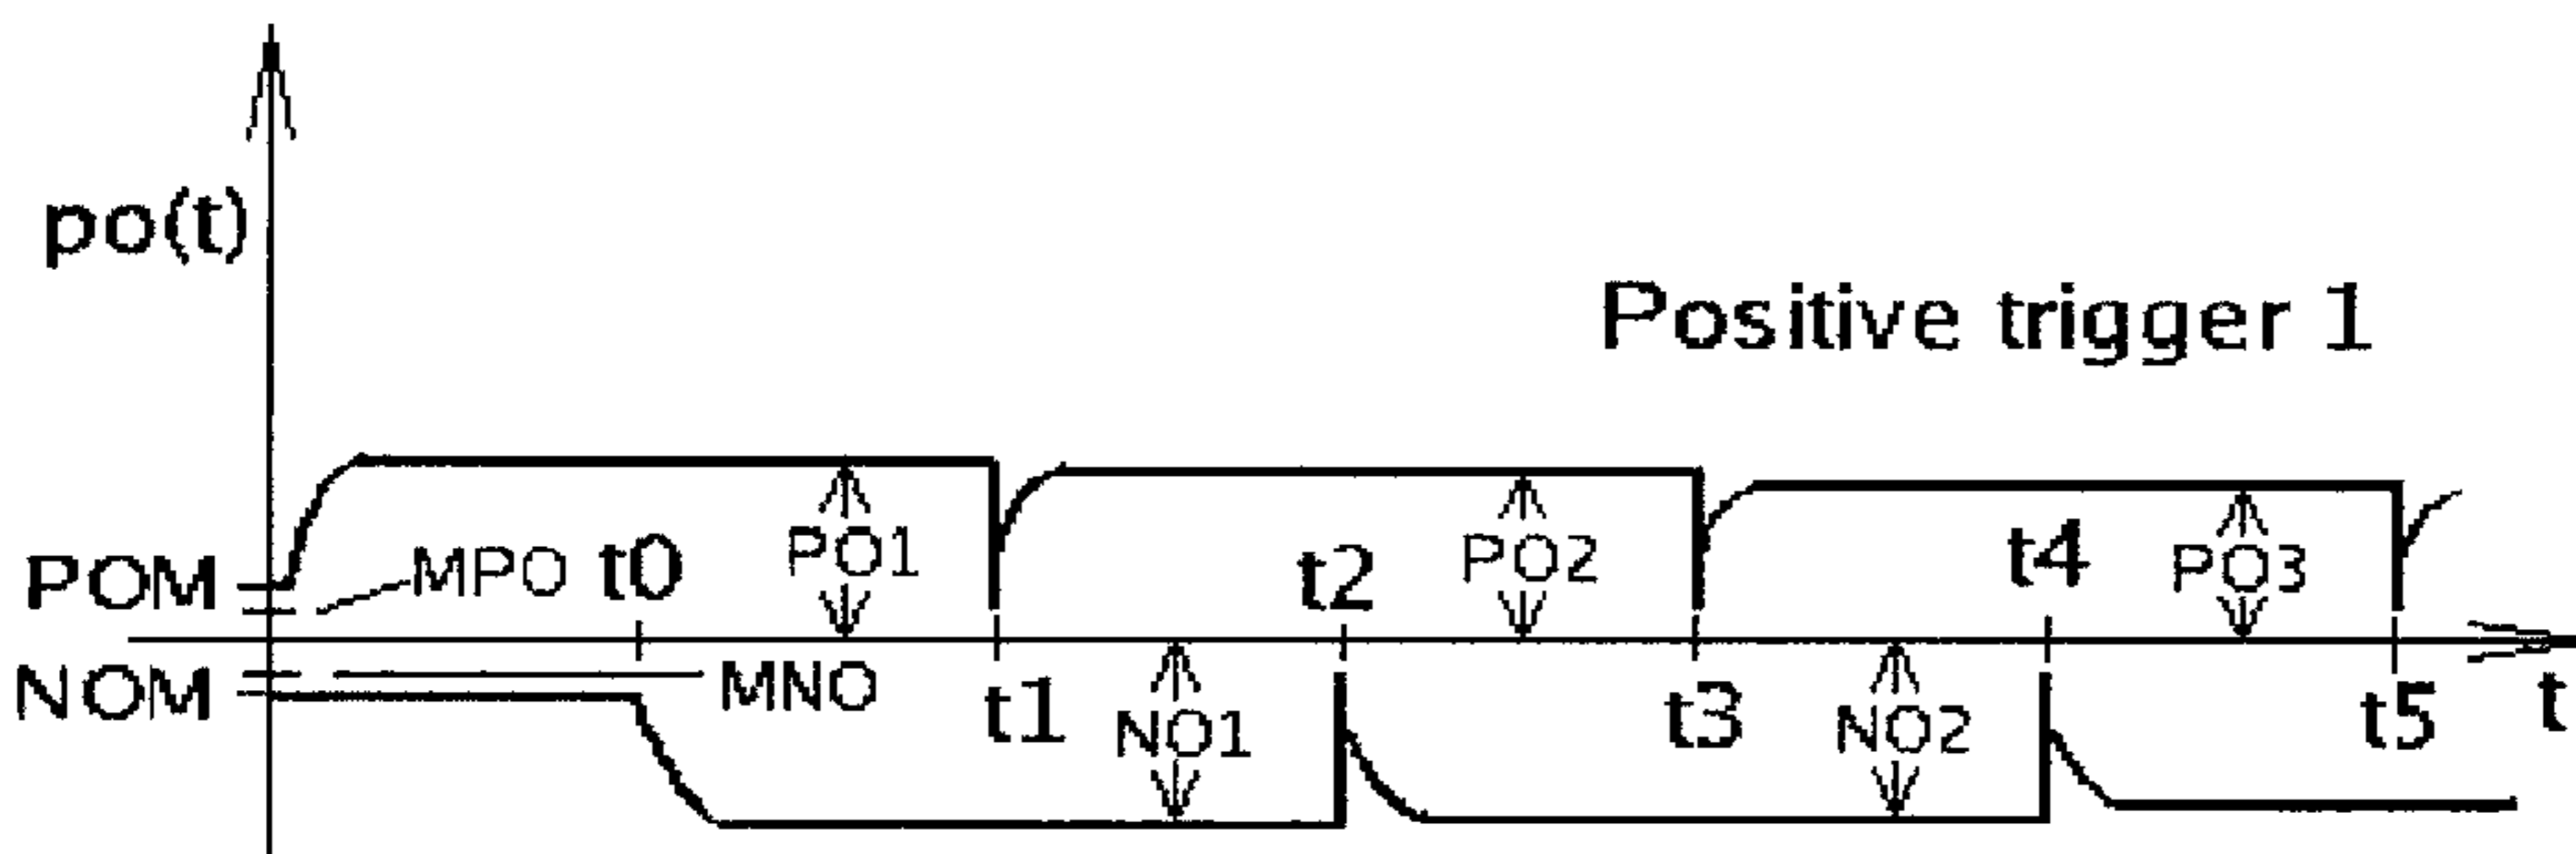 po(t)
Positive trigger 1
POM
MPO
t0
PO1
t2
PO2
t4
PO3
NOM
MNO
t1
NO1
t3
NO2
t5
t